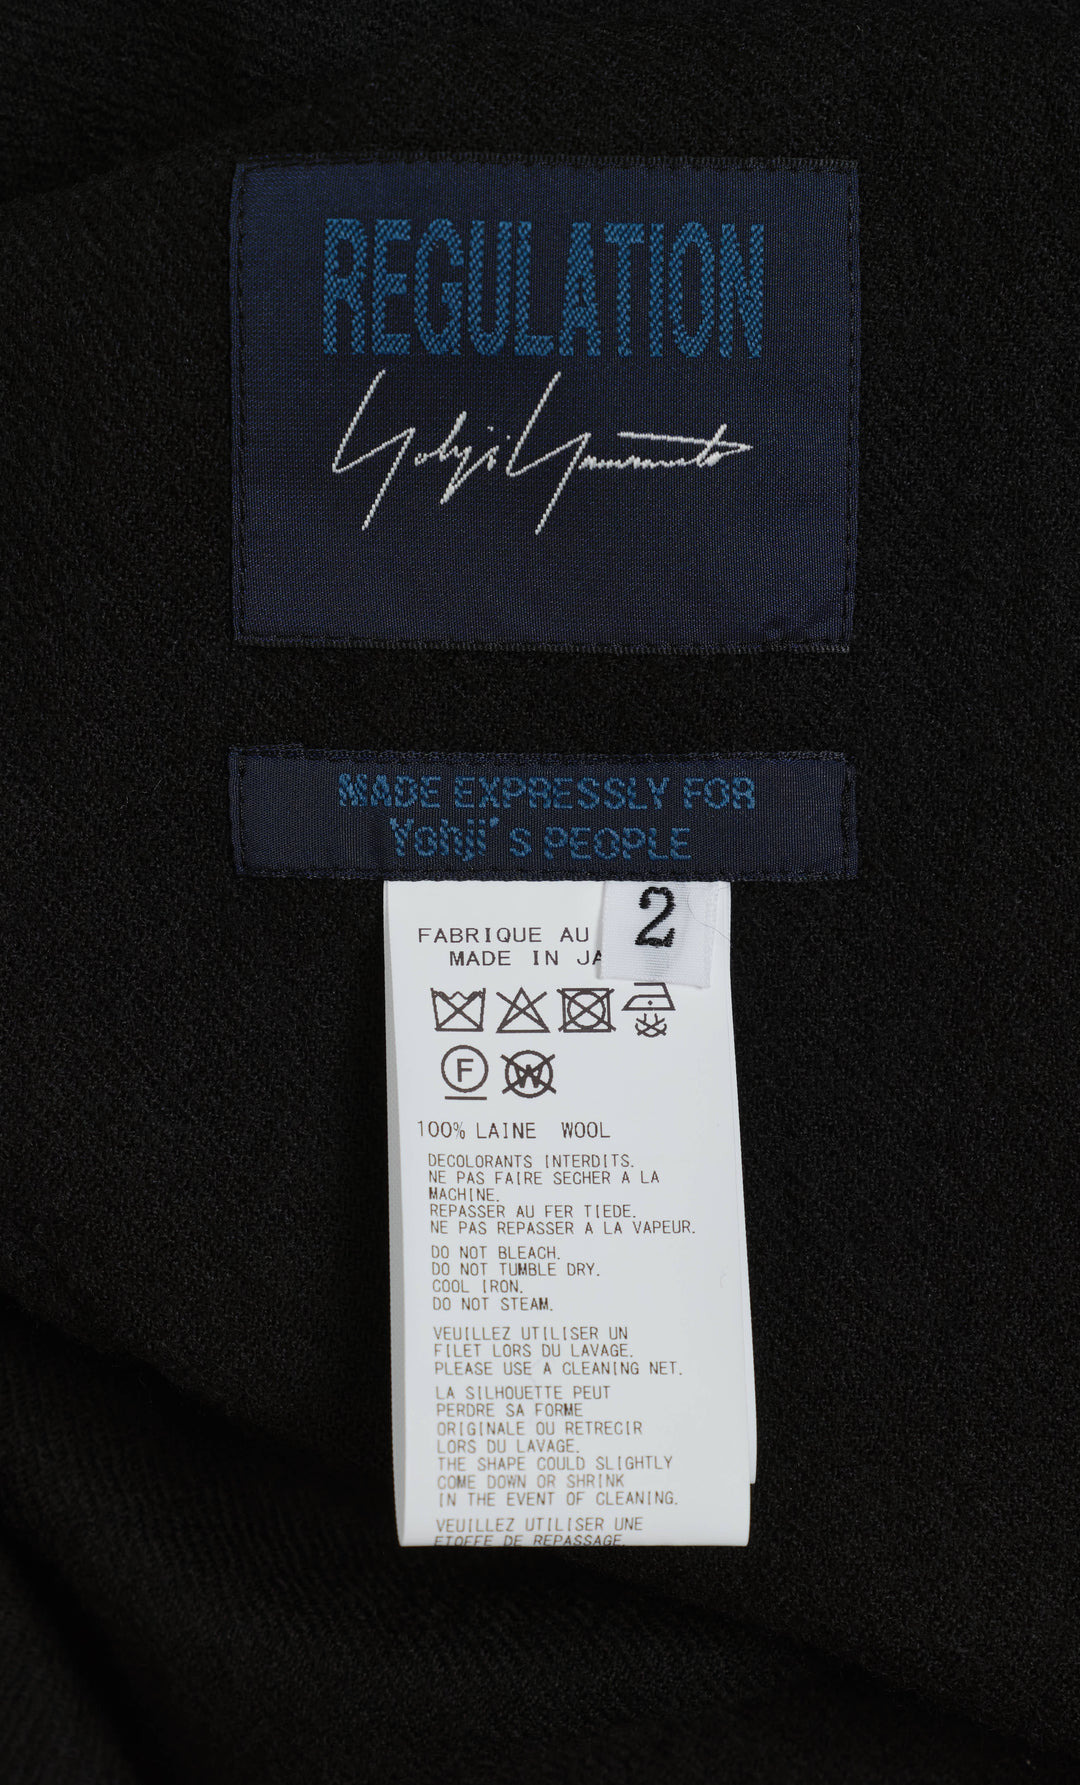 REGULATION
Yohji Yamamoto
MADE EXPRESSLY FOR
Yohji's PEOPLE
2
FABRIQUE AU
MADE IN
F
W
100% LAINE WOOL
DECOLORANTS INTERDITS.
NE PAS FAIRE SECHER A LA
MACHINE.
REPASSER AU FER TIEDE.
NE PAS REPASSER A LA VAPEUR.
DO NOT BLEACH.
DO NOT TUMBLE DRY.
COOL IRON.
DO NOT STEAM.
VEUILLEZ UTILISER UN
FILET LORS DU LAVAGE.
PLEASE USE A CLEANING NET.
LA SILHOUETTE PEUT
PERDRE SA FORME
ORIGINALE OU RETRECIR
LORS DU LAVAGE.
THE SHAPE COULD SLIGHTLY
COME DOWN OR SHRINK
IN THE EVENT OF CLEANING.
VEUILLEZ UTILISER UNE
ETOFFE DE REPASSAGE.